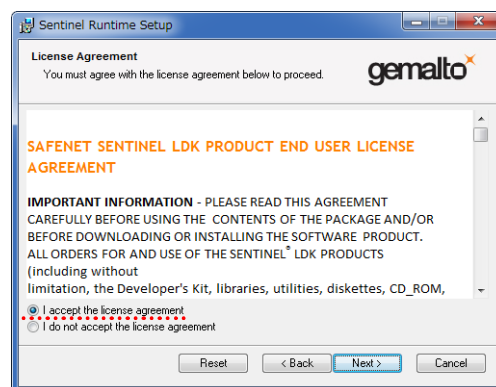 Sentinel Runtime Setup
License Agreement
You must agree with the license agreement below to proceed.
gemalto
SAFENET SENTINEL LDK PRODUCT END USER LICENSE
AGREEMENT
IMPORTANT INFORMATION - PLEASE READ THIS AGREEMENT
CAREFULLY BEFORE USING THE CONTENTS OF THE PACKAGE AND/OR
BEFORE DOWNLOADING OR INSTALLING THE SOFTWARE PRODUCT.
ALL ORDERS FOR AND USE OF THE SENTINEL® LDK PRODUCTS
(including without
limitation, the Developer's Kit, libraries, utilities, diskettes, CD_ROM,
I accept the license agreement
I do not accept the license agreement
Reset
< Back
Next >
Cancel